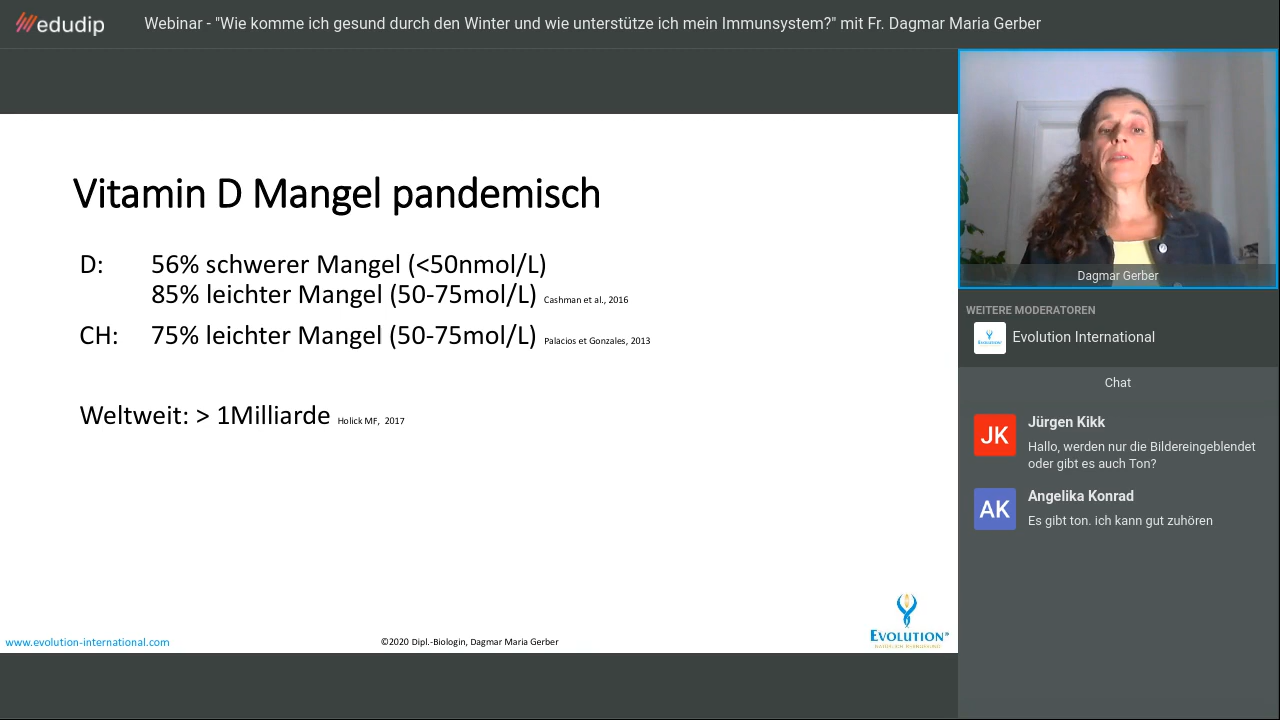 edudip
Webinar - "Wie komme ich gesund durch den Winter und wie unterstütze ich mein Immunsystem?" mit Fr. Dagmar Maria Gerber
Vitamin D Mangel pandemisch
D: 56% schwerer Mangel (<50nmol/L)
85% leichter Mangel (50-75mol/L) Cashman et al., 2016
CH: 75% leichter Mangel (50-75mol/L) Palacios et Gonzales, 2013
Weltweit: > 1Milliarde Holick MF, 2017
www.evolution-international.com
©2020 Dipl.-Biologin, Dagmar Maria Gerber
EVOLUTION®
Dagmar Gerber
WEITERE MODERATOREN
Evolution International
Chat
JK
Jürgen Kikk
Hallo, werden nur die Bildereingeblendet
oder gibt es auch Ton?
AK
Angelika Konrad
Es gibt ton. ich kann gut zuhören